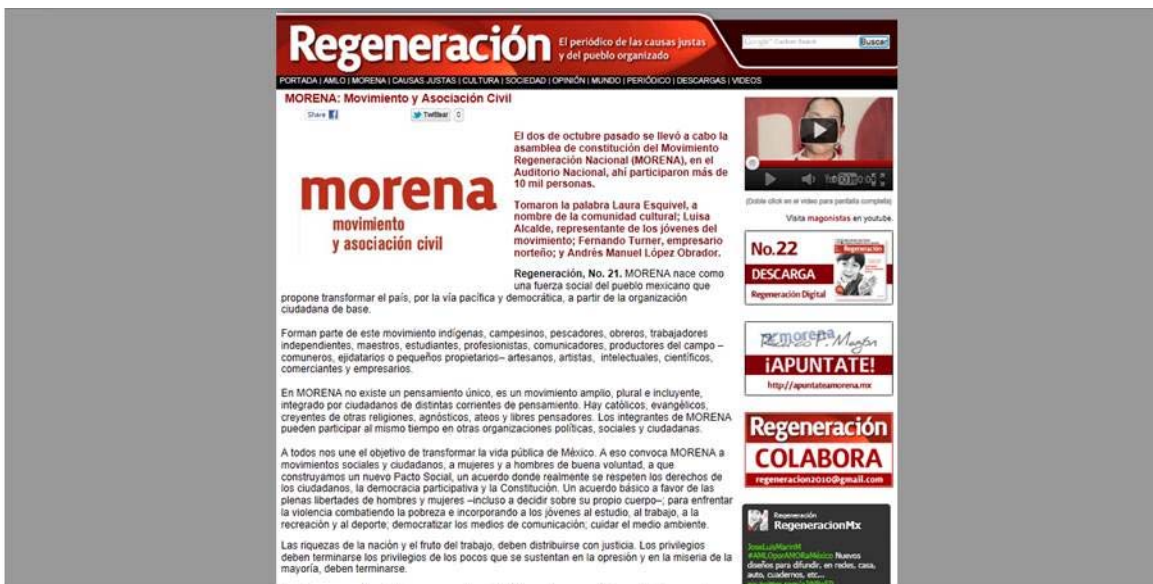 Regeneración
El periódico de las causas justas
y del pueblo organizado
Buscar
PORTADA | AMLO | MORENA | CAUSAS JUSTAS | CULTURA | SOCIEDAD | OPINIÓN | MUNDO | PERIÓDICO | DESCARGAS | VIDEOS
MORENA: Movimiento y Asociación Civil
Share
Twittear 0
morena
movimiento
y asociación civil
El dos de octubre pasado se llevó a cabo la
asamblea de constitución del Movimiento
Regeneración Nacional (MORENA), en el
Auditorio Nacional, ahí participaron más de
10 mil personas.
Tomaron la palabra Laura Esquivel, a
nombre de la comunidad cultural; Luisa
Alcalde, representante de los jóvenes del
movimiento; Fernando Turner, empresario
norteño; y Andrés Manuel López Obrador.
Regeneración, No. 21. MORENA nace como
una fuerza social del pueblo mexicano que
propone transformar el país, por la vía pacífica y democrática, a partir de la organización
ciudadana de base.
Forman parte de este movimiento indígenas, campesinos, pescadores, obreros, trabajadores
independientes, maestros, estudiantes, profesionistas, comunicadores, productores del campo –
comuneros, ejidatarios o pequeños propietarios– artesanos, artistas, intelectuales, científicos,
comerciantes y empresarios.
En MORENA no existe un pensamiento único, es un movimiento amplio, plural e incluyente,
integrado por ciudadanos de distintas corrientes de pensamiento. Hay católicos, evangélicos,
creyentes de otras religiones, agnósticos, ateos y libres pensadores. Los integrantes de MORENA
pueden participar al mismo tiempo en otras organizaciones políticas, sociales y ciudadanas.
A todos nos une el objetivo de transformar la vida pública de México. A eso convoca MORENA a
movimientos sociales y ciudadanos, a mujeres y a hombres de buena voluntad, a que
construyamos un nuevo Pacto Social, un acuerdo donde realmente se respeten los derechos de
los ciudadanos, la democracia participativa y la Constitución. Un acuerdo básico a favor de las
plenas libertades de hombres y mujeres –incluso a decidir sobre su propio cuerpo–; para enfrentar
la violencia combatiendo la pobreza e incorporando a los jóvenes al estudio, al trabajo, a la
recreación y al deporte; democratizar los medios de comunicación; cuidar el medio ambiente.
Las riquezas de la nación y el fruto del trabajo, deben distribuirse con justicia. Los privilegios
deben terminarse los privilegios de los pocos que se sustentan en la opresión y en la miseria de la
mayoría, deben terminarse.
(Doble click en el video para pantalla completa)
Visita magonistas en youtube.
No.22
DESCARGA
Regeneración Digital
Regeneración
morena
Ricardo F. Magón
¡APUNTATE!
http://apuntateamorena.mx
Regeneración
COLABORA
regeneracion2010@gmail.com
Regeneración
RegeneracionMx
JoseLuisMarinM
#AMLOporAMORaMéxico Nuevos
diseños para difundir, en redes, casa,
auto, cuadernos, etc...